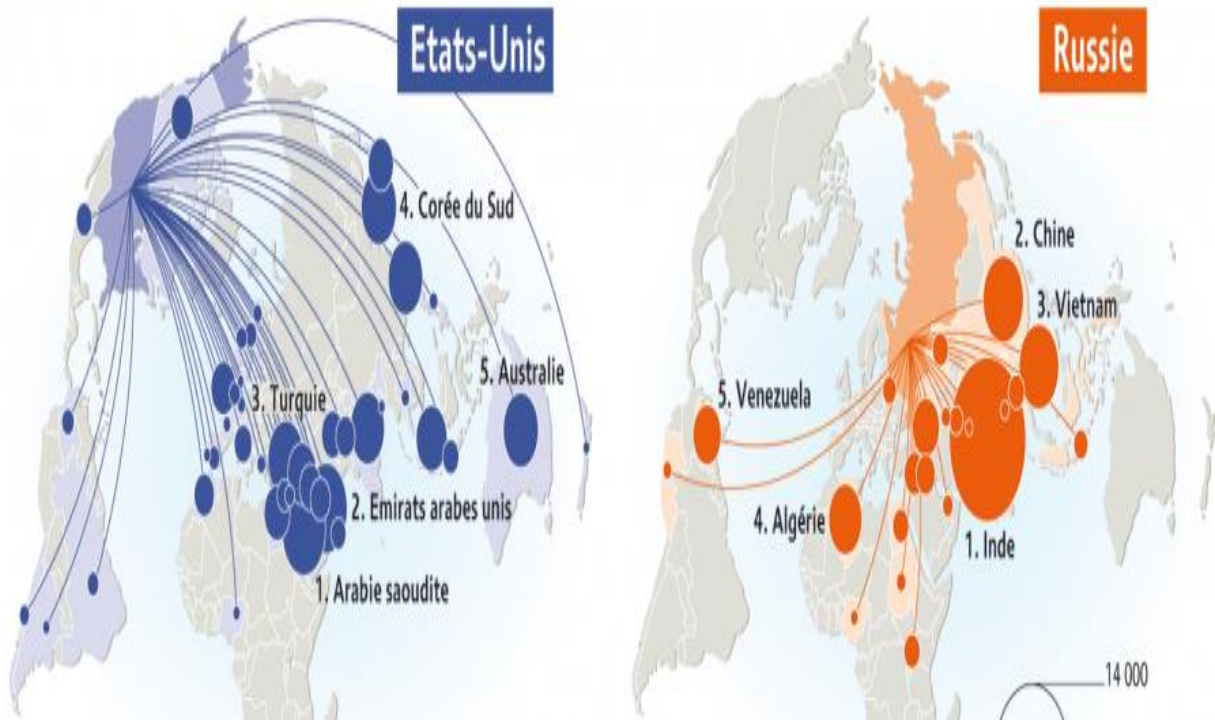 Etats-Unis
4. Corée du Sud
5. Australie
3. Turquie
2. Emirats arabes unis
1. Arabie saoudite
Russie
2. Chine
3. Vietnam
5. Venezuela
4. Algérie
1. Inde
14 000